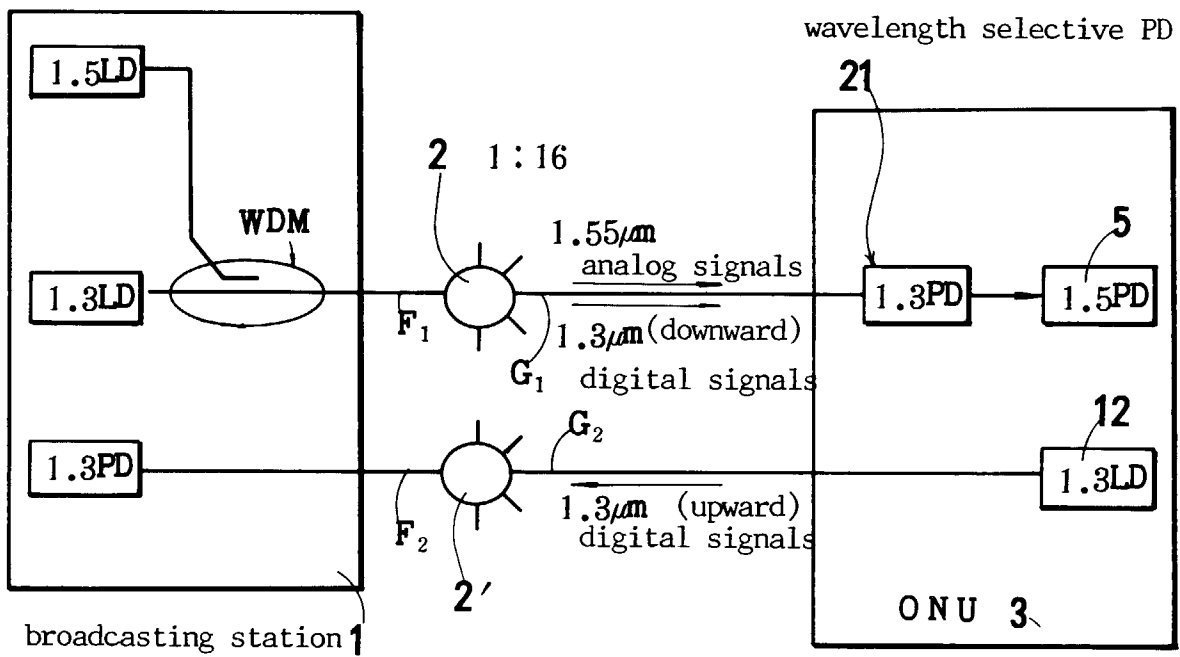 wavelength selective PD
1.5LD
21
2 1:16
WDM
1.55μm
analog signals
5
1.3LD
1.3PD
1.5PD
F₁
1.3μm (downward)
G₁
digital signals
G₂
12
1.3PD
1.3LD
1.3μm (upward)
F₂
digital signals
2′
ONU 3
broadcasting station 1